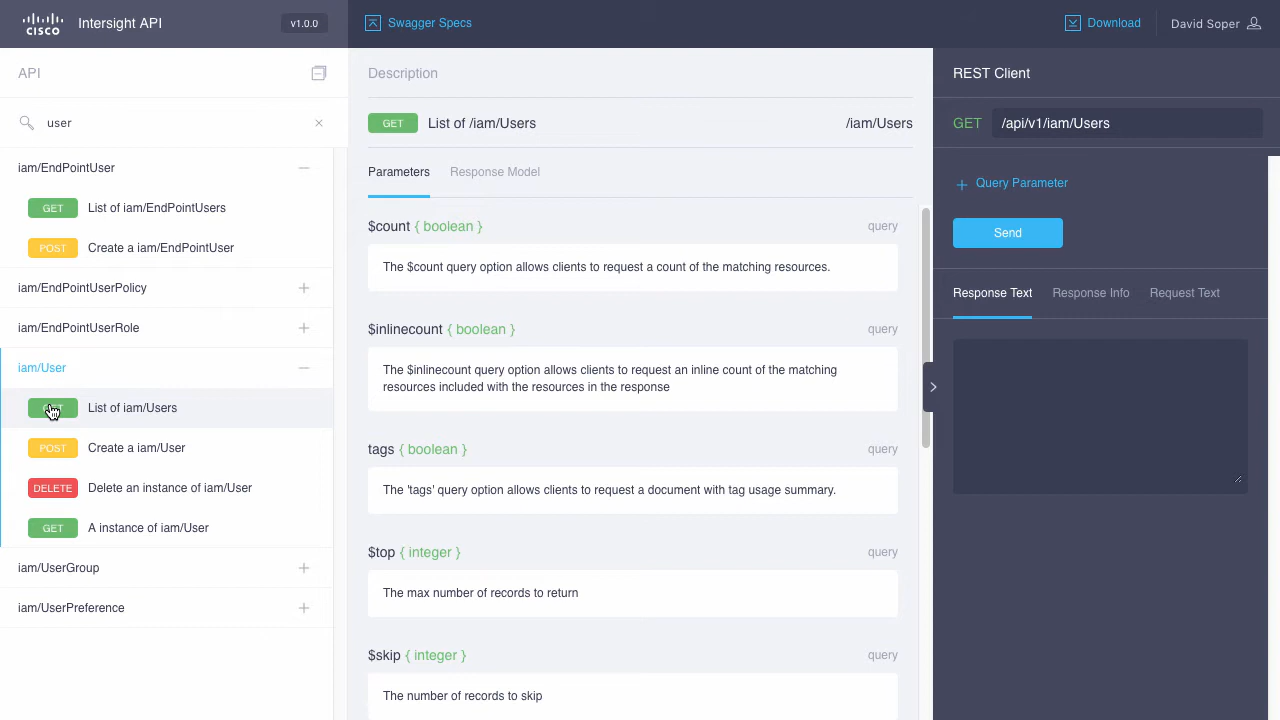 CISCO
Intersight API
v1.0.0
Swagger Specs
Download
David Soper
API
user
iam/EndPointUser
GET List of iam/EndPointUsers
POST Create a iam/EndPointUser
iam/EndPointUserPolicy
iam/EndPointUserRole
iam/User
List of iam/Users
POST Create a iam/User
DELETE Delete an instance of iam/User
GET A instance of iam/User
iam/UserGroup
iam/UserPreference
Description
GET List of /iam/Users /iam/Users
Parameters Response Model
$count { boolean } query
The $count query option allows clients to request a count of the matching resources.
$inlinecount { boolean } query
The $inlinecount query option allows clients to request an inline count of the matching
resources included with the resources in the response
tags { boolean } query
The 'tags' query option allows clients to request a document with tag usage summary.
$top { integer } query
The max number of records to return
$skip { integer } query
The number of records to skip
REST Client
GET /api/v1/iam/Users
Query Parameter
Send
Response Text Response Info Request Text